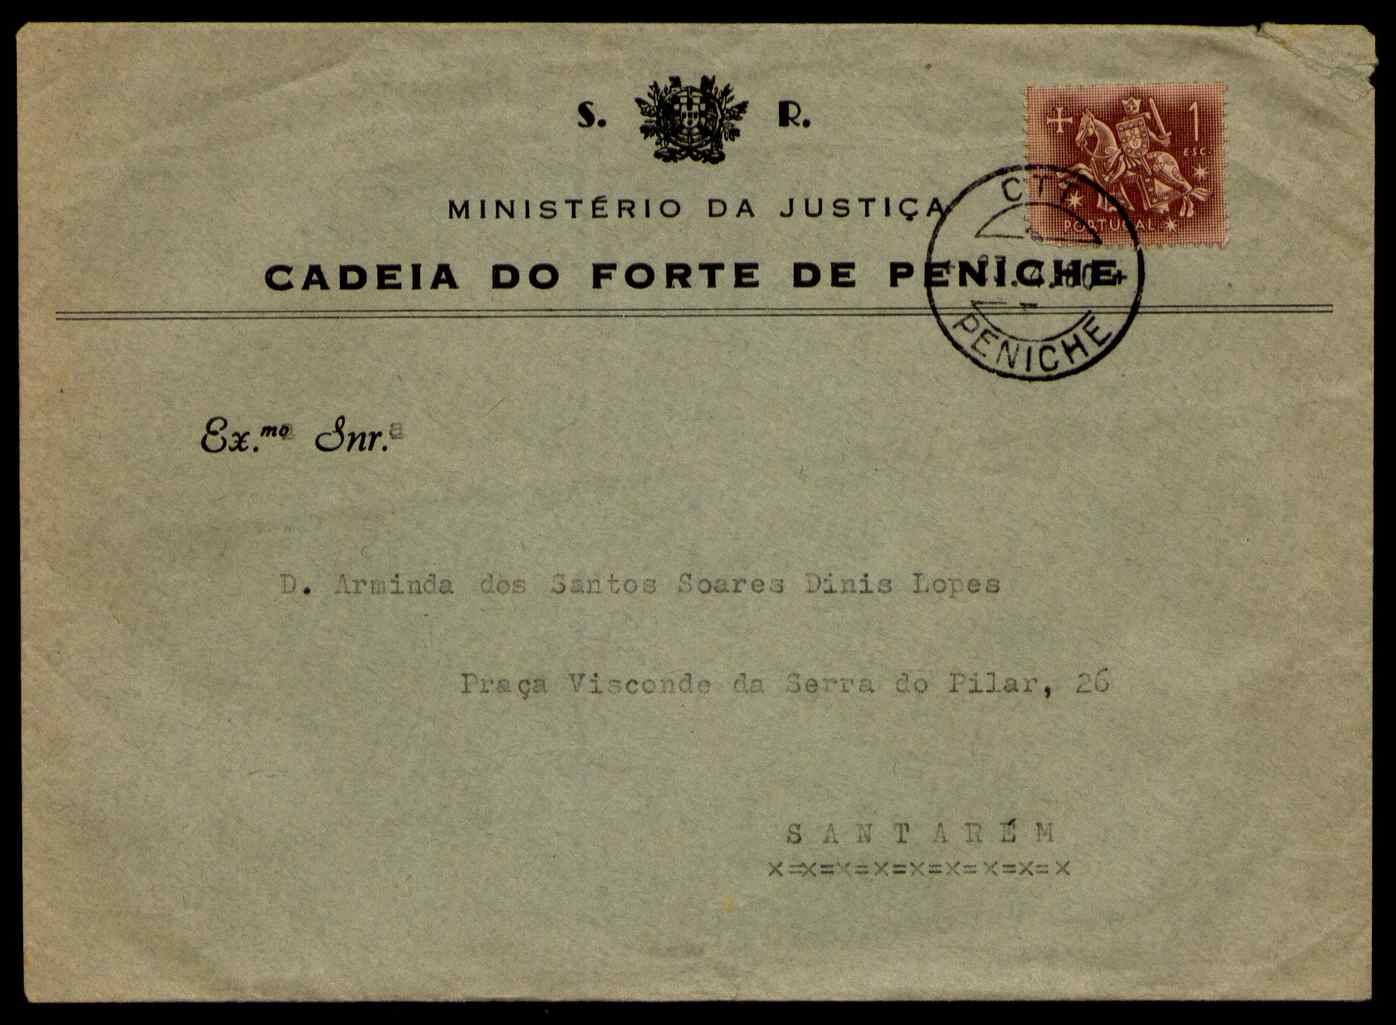 S. R.
MINISTÉRIO DA JUSTIÇA
CADEIA DO FORTE DE PENICHE
1
ESC.
PORTUGAL
CTT
PENICHE
Ex.mº Snr.ª
D. Arminda dos Santos Soares Dinis Lopes
Praça Visconde da Serra do Pilar, 26
SANTARÉM
x=x=x=x=x=x=x=x=x